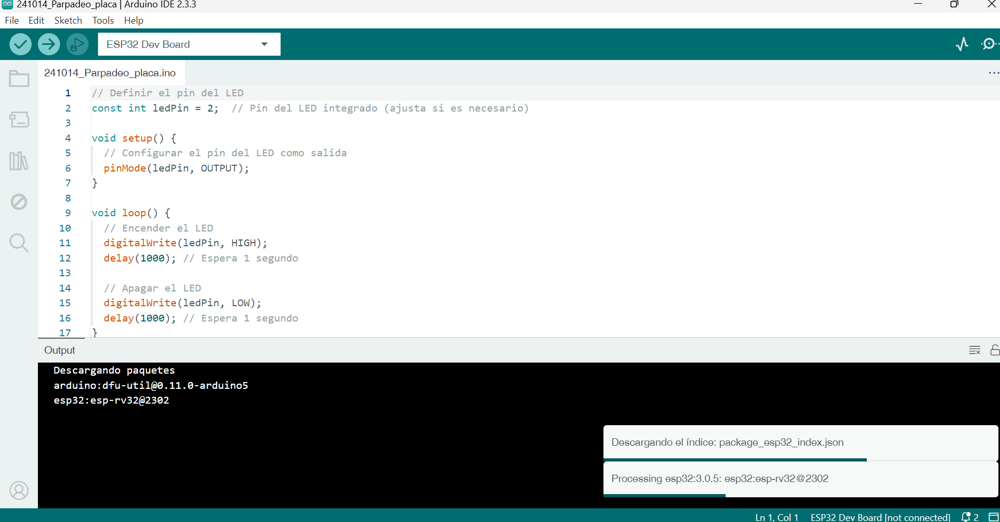 241014_Parpadeo_placa | Arduino IDE 2.3.3
File Edit Sketch Tools Help
ESP32 Dev Board
241014_Parpadeo_placa.ino
1 // Definir el pin del LED
2 const int ledPin = 2; // Pin del LED integrado (ajusta si es necesario)
3
4 void setup() {
5 // Configurar el pin del LED como salida
6 pinMode(ledPin, OUTPUT);
7 }
8
9 void loop() {
10 // Encender el LED
11 digitalWrite(ledPin, HIGH);
12 delay(1000); // Espera 1 segundo
13
14 // Apagar el LED
15 digitalWrite(ledPin, LOW);
16 delay(1000); // Espera 1 segundo
17 }
Output
Descargando paquetes
arduino:dfu-util@0.11.0-arduino5
esp32:esp-rv32@2302
Descargando el índice: package_esp32_index.json
Processing esp32:3.0.5: esp32:esp-rv32@2302
Ln 1, Col 1 ESP32 Dev Board [not connected] 2